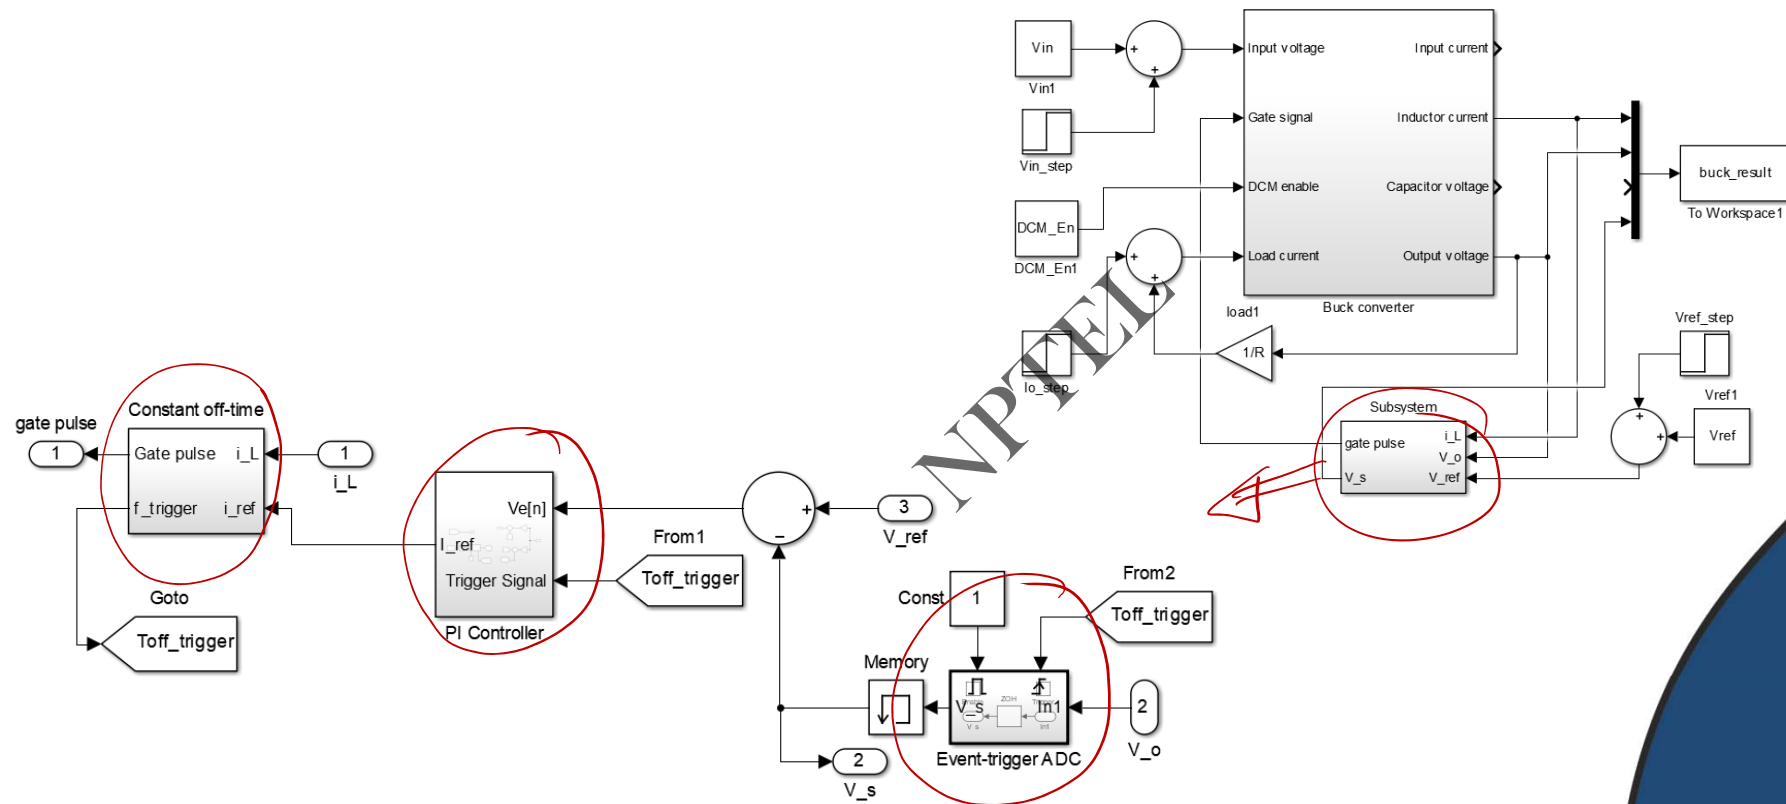 Vin
Vin1
Vin_step
DCM_En
DCM_En1
Io_step
load1
1/R
Input voltage
Gate signal
DCM enable
Load current
Input current
Inductor current
Capacitor voltage
Output voltage
Buck converter
buck_result
To Workspace1
Vref_step
Vref1
Vref
Subsystem
gate pulse
V_s
i_L
V_o
V_ref
NPTEL
gate pulse
1
Constant off-time
Gate pulse
i_L
f_trigger
i_ref
1
i_L
Goto
Toff_trigger
Ve[n]
I_ref
Trigger Signal
PI Controller
From1
Toff_trigger
3
V_ref
Const
1
From2
Toff_trigger
Memory
V_s
In1
ZOH
V_s
In1
Event-trigger ADC
2
V_o
2
V_s